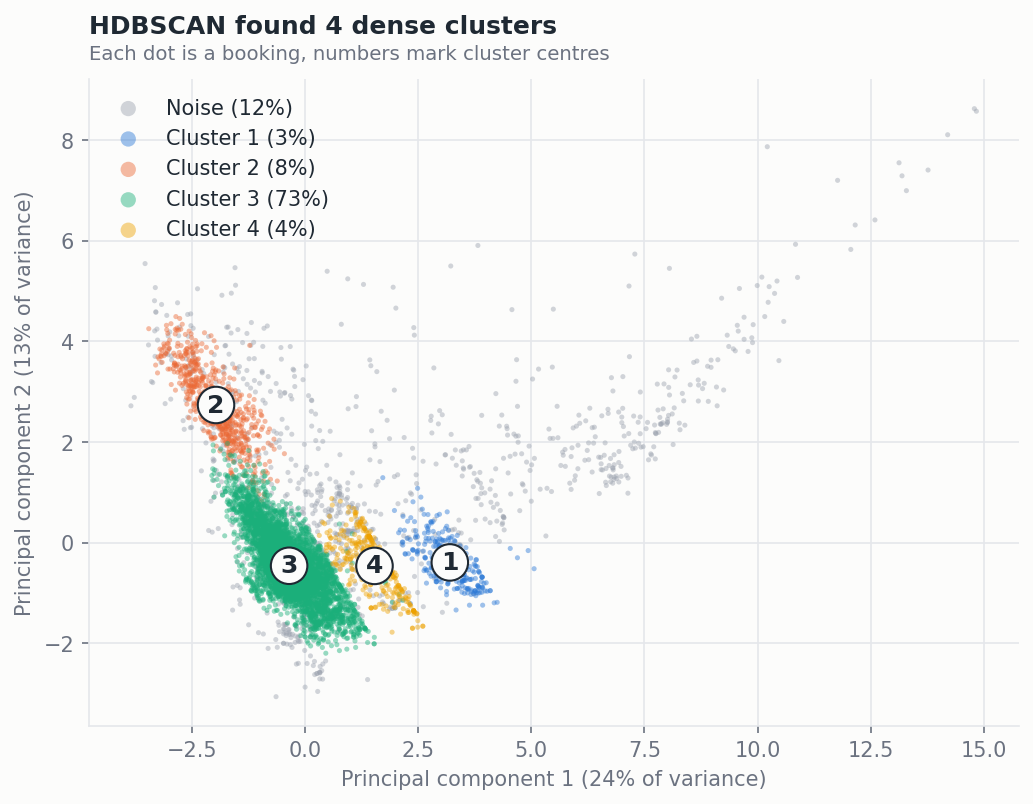 HDBSCAN found 4 dense clusters
Each dot is a booking, numbers mark cluster centres
Noise (12%)
Cluster 1 (3%)
Cluster 2 (8%)
Cluster 3 (73%)
Cluster 4 (4%)
Principal component 2 (13% of variance)
8
6
4
2
0
−2
2
3
4
1
−2.5
0.0
2.5
5.0
7.5
10.0
12.5
15.0
Principal component 1 (24% of variance)